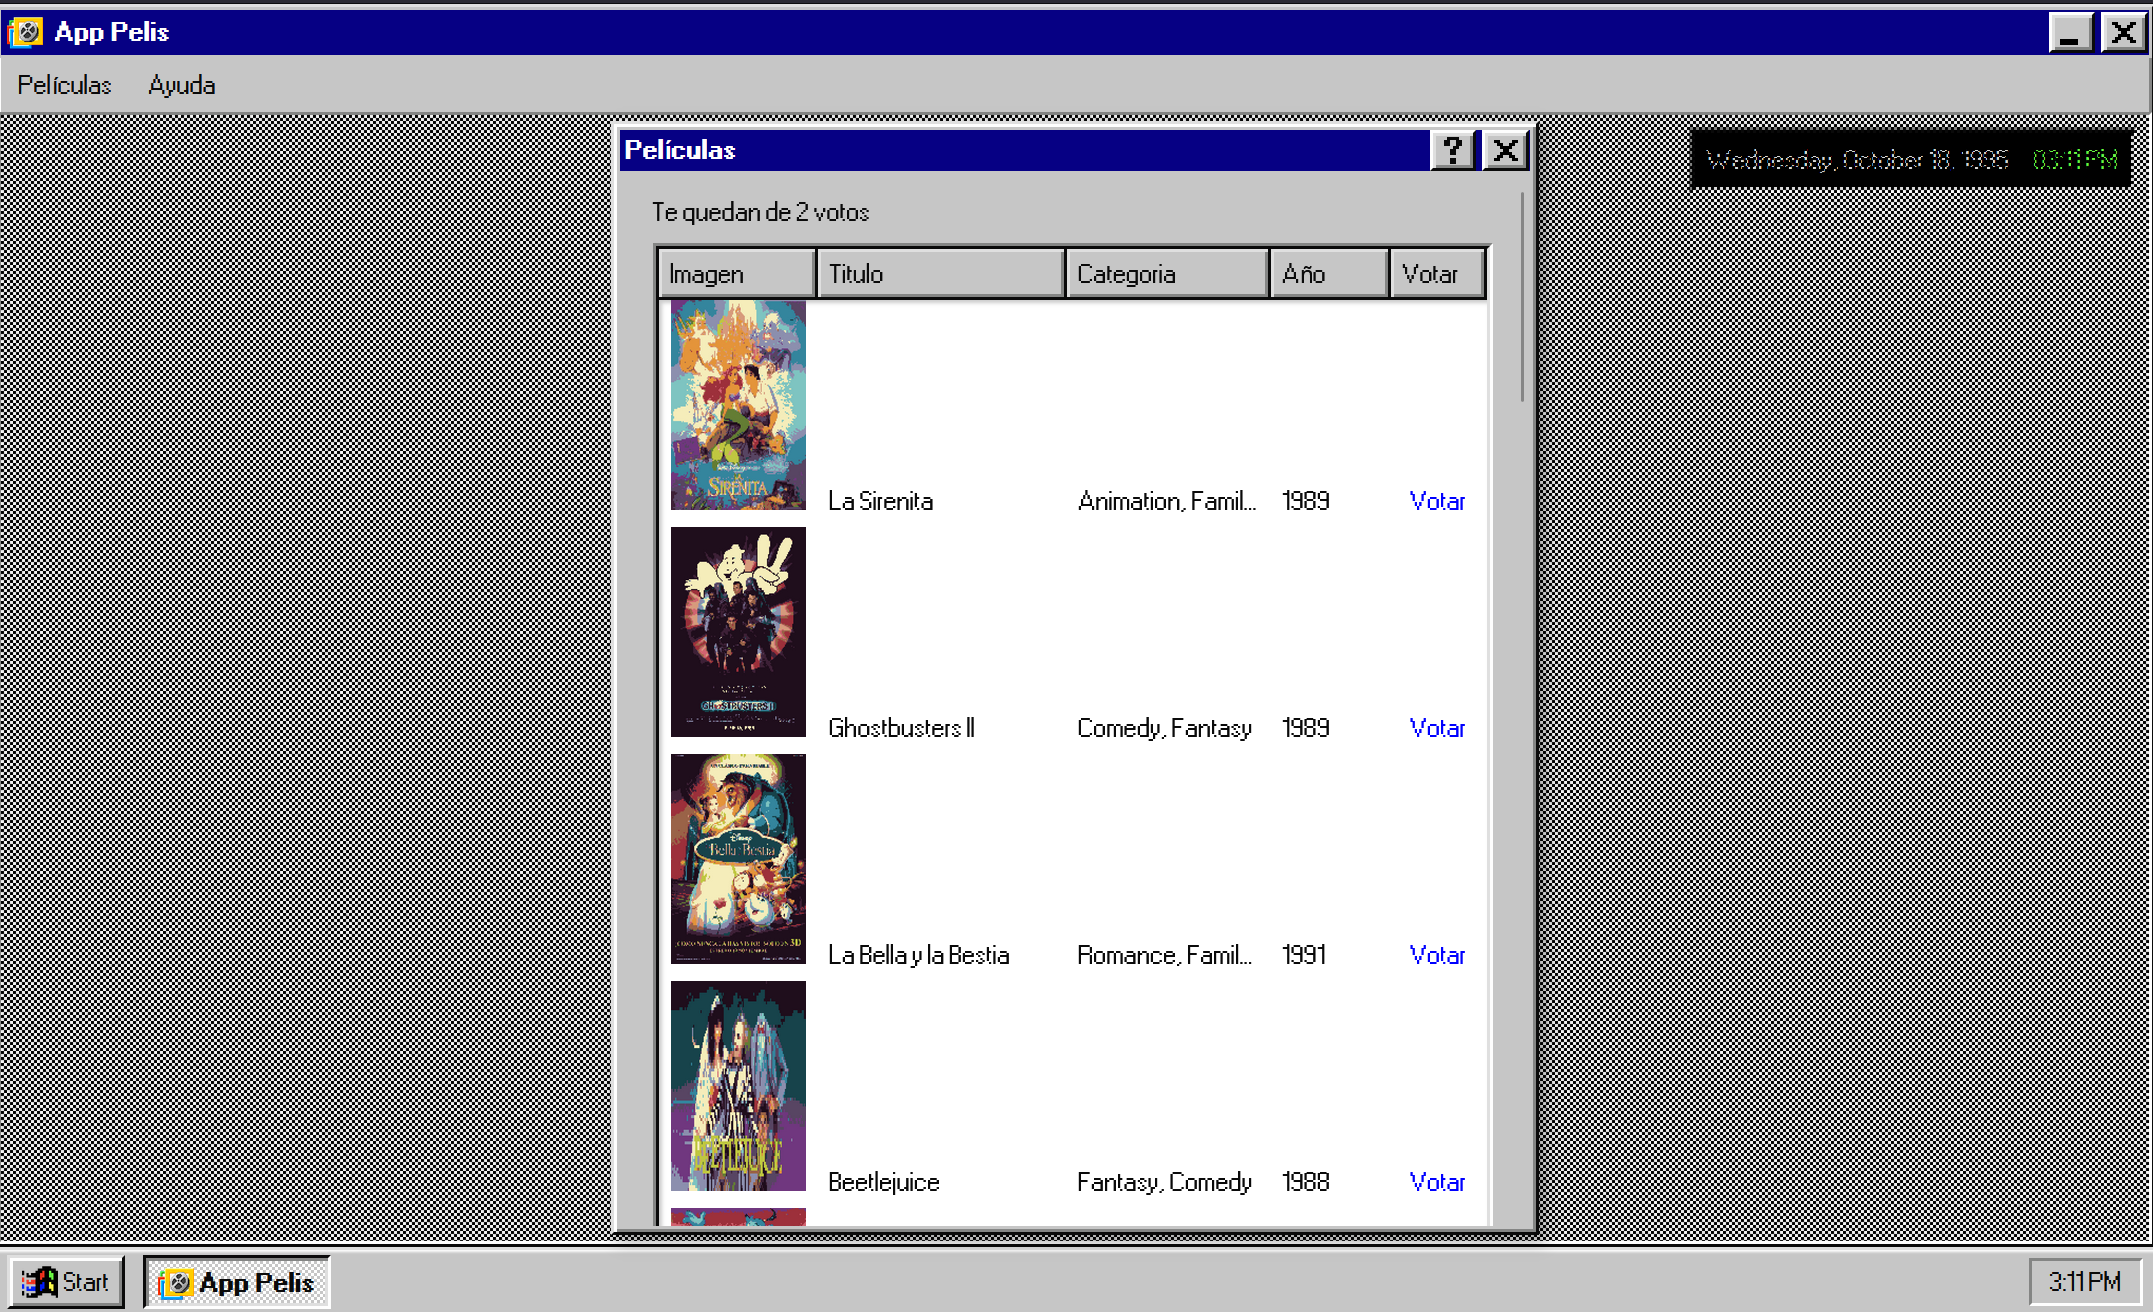 App Pelis
Películas Ayuda
Películas
Wednesday, October 18, 1995 03:11 PM
Te quedan de 2 votos
Imagen Titulo Categoria Año Votar
SIRENITA
La Sirenita Animation, Famil... 1989 Votar
GHOSTBUSTERS II
Ghostbusters II Comedy, Fantasy 1989 Votar
Disney
Bella Bestia
3D
La Bella y la Bestia Romance, Famil... 1991 Votar
BEETLEJUICE
Beetlejuice Fantasy, Comedy 1988 Votar
Start App Pelis 3:11 PM